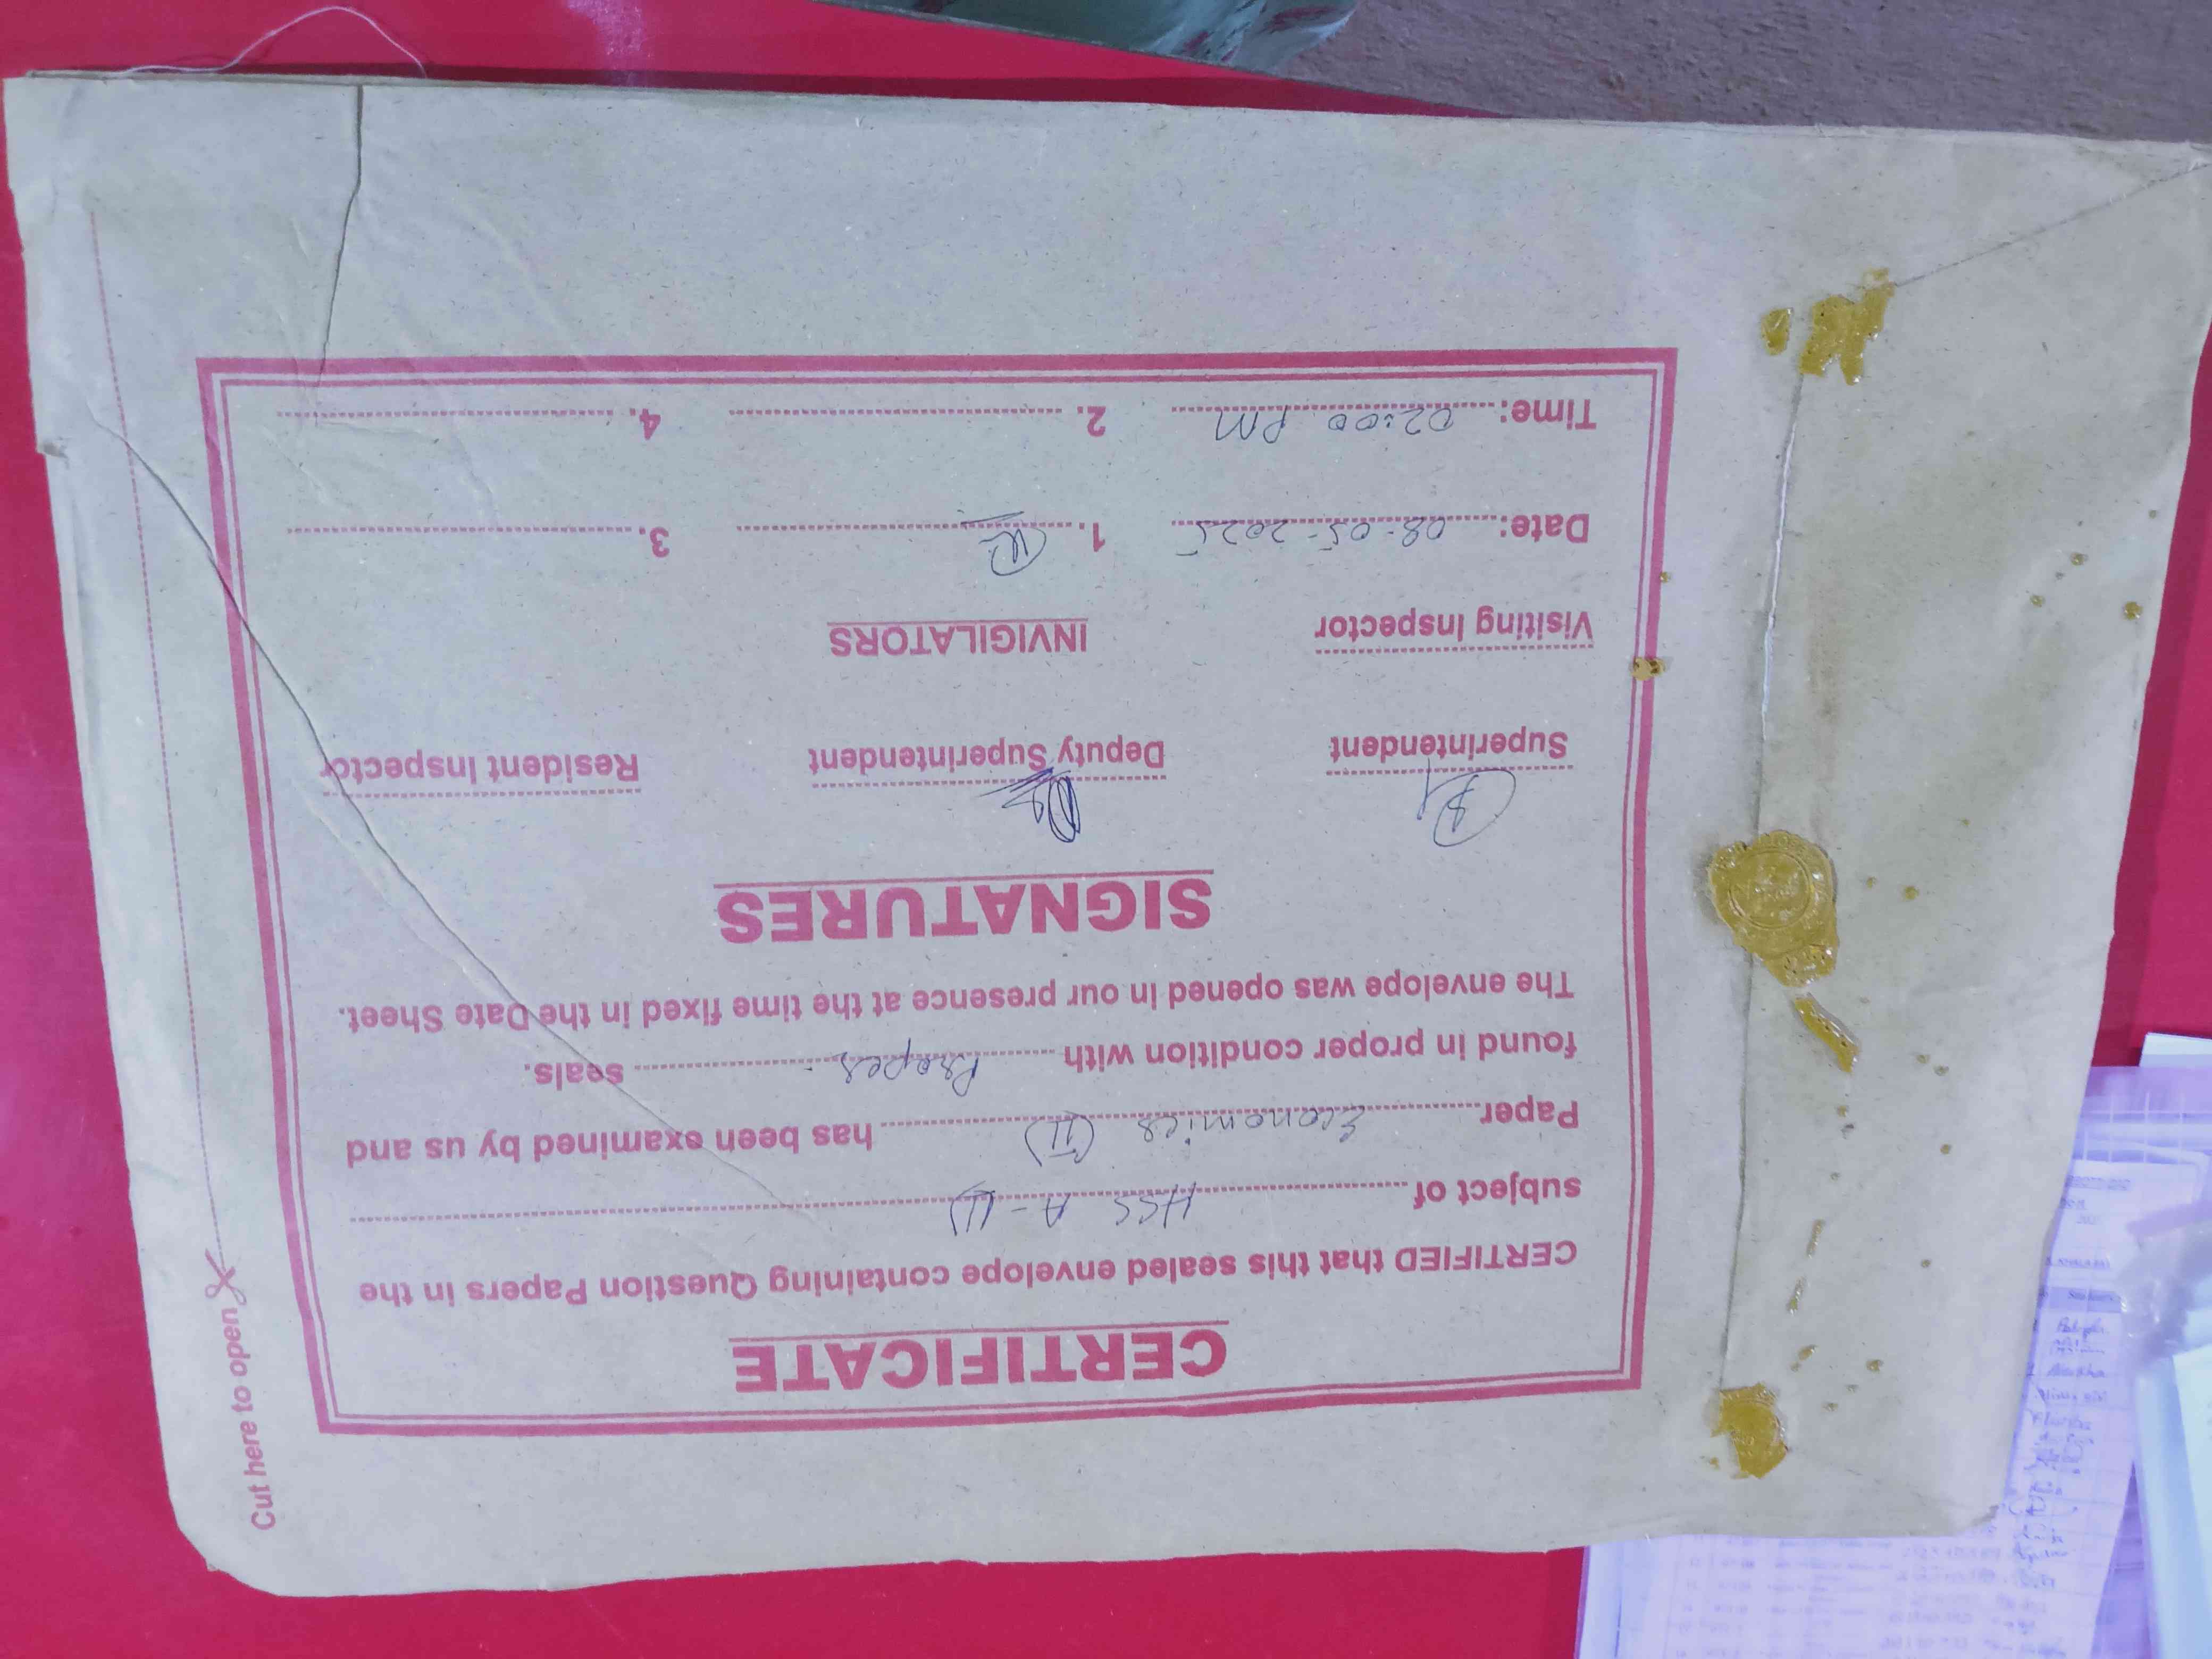 CERTIFICATE
CERTIFIED that this sealed envelope containing Question Papers in the
subject of HSS A-II
Paper Economics (II) has been examined by us and
found in proper condition with Proper seals.
The envelope was opened in our presence at the time fixed in the Date Sheet.
SIGNATURES
Superintendent Deputy Superintendent Resident Inspector
Visiting Inspector INVIGILATORS
Date: 08-05-2025 1. 3.
Time: 02:00 PM 2. 4.
Cut here to open